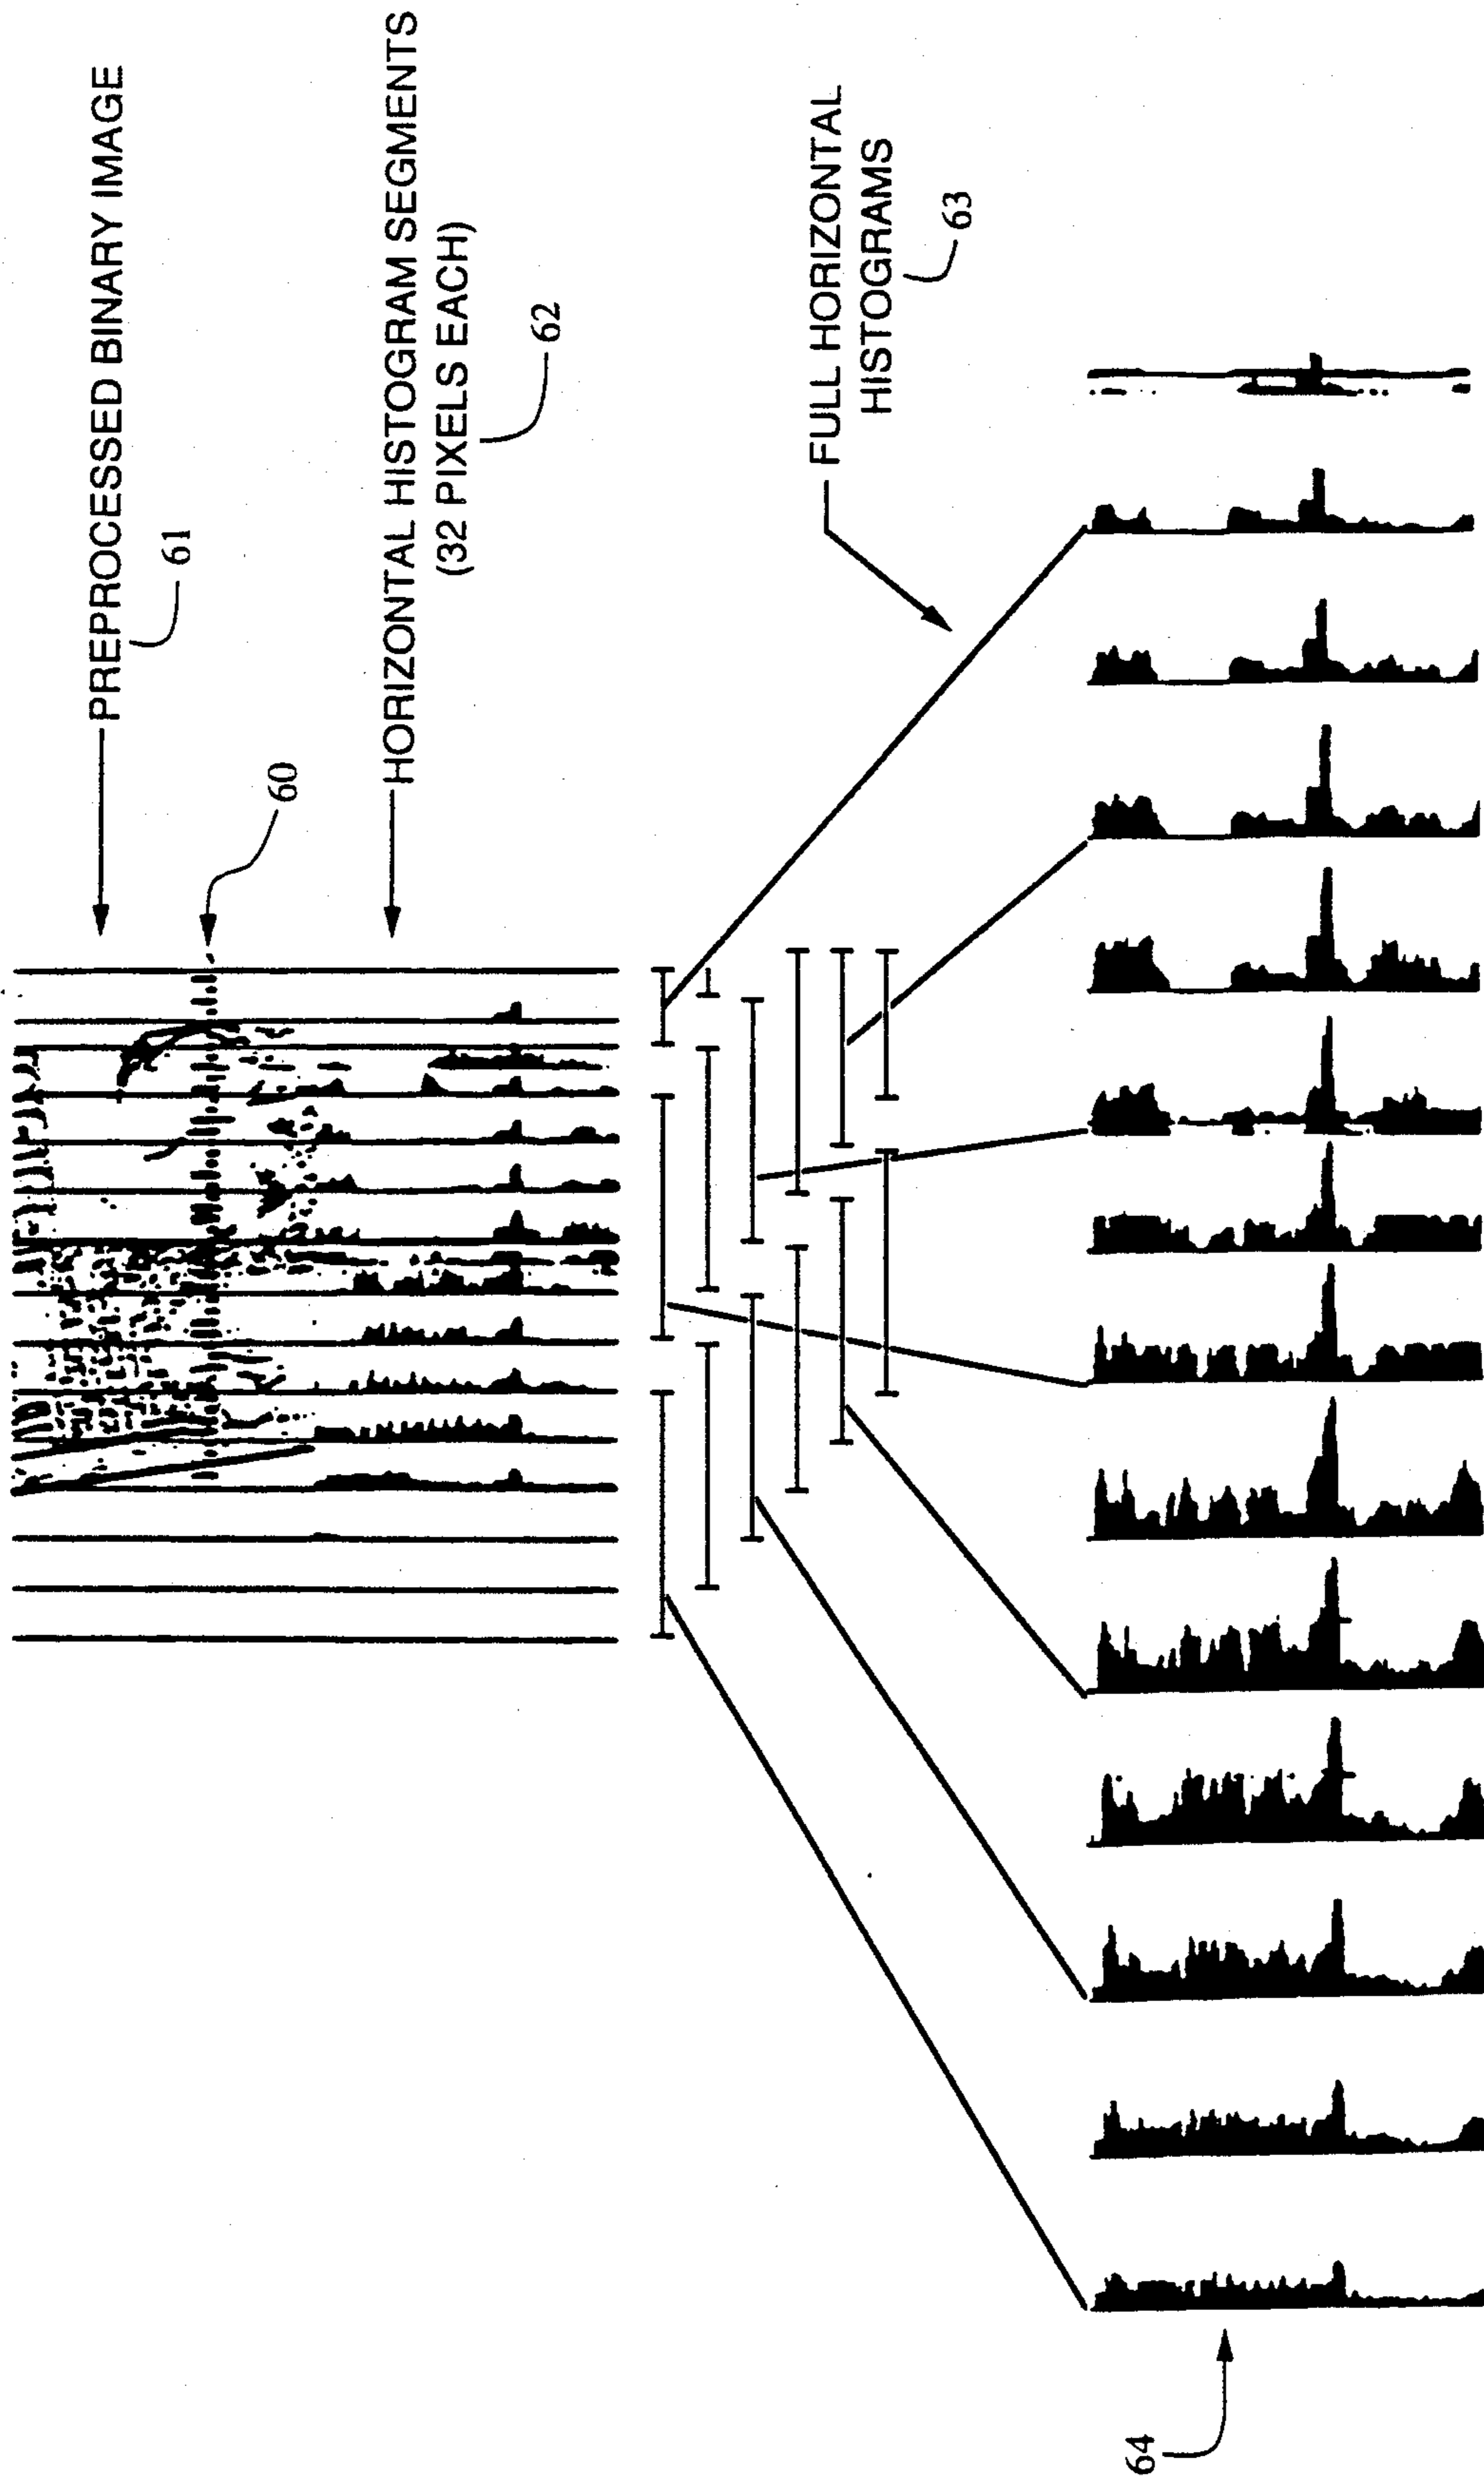 PREPROCESSED BINARY IMAGE
61
60
HORIZONTAL HISTOGRAM SEGMENTS
(32 PIXELS EACH)
62
FULL HORIZONTAL
HISTOGRAMS
63
64